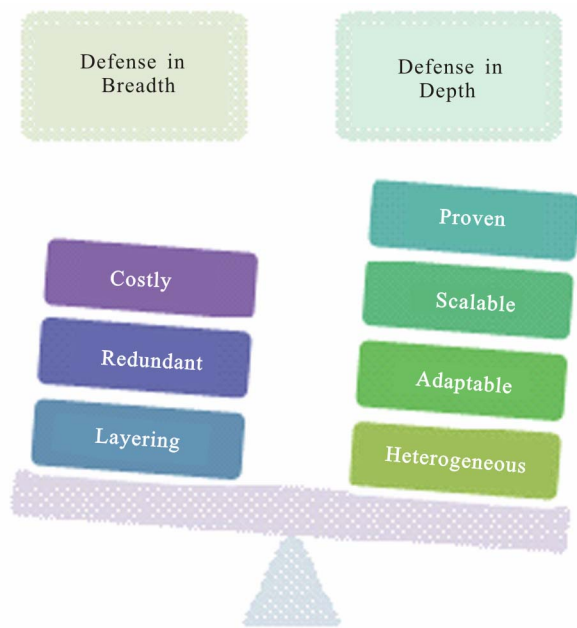 Defense in
Breadth
Defense in
Depth
Costly
Redundant
Layering
Proven
Scalable
Adaptable
Heterogeneous